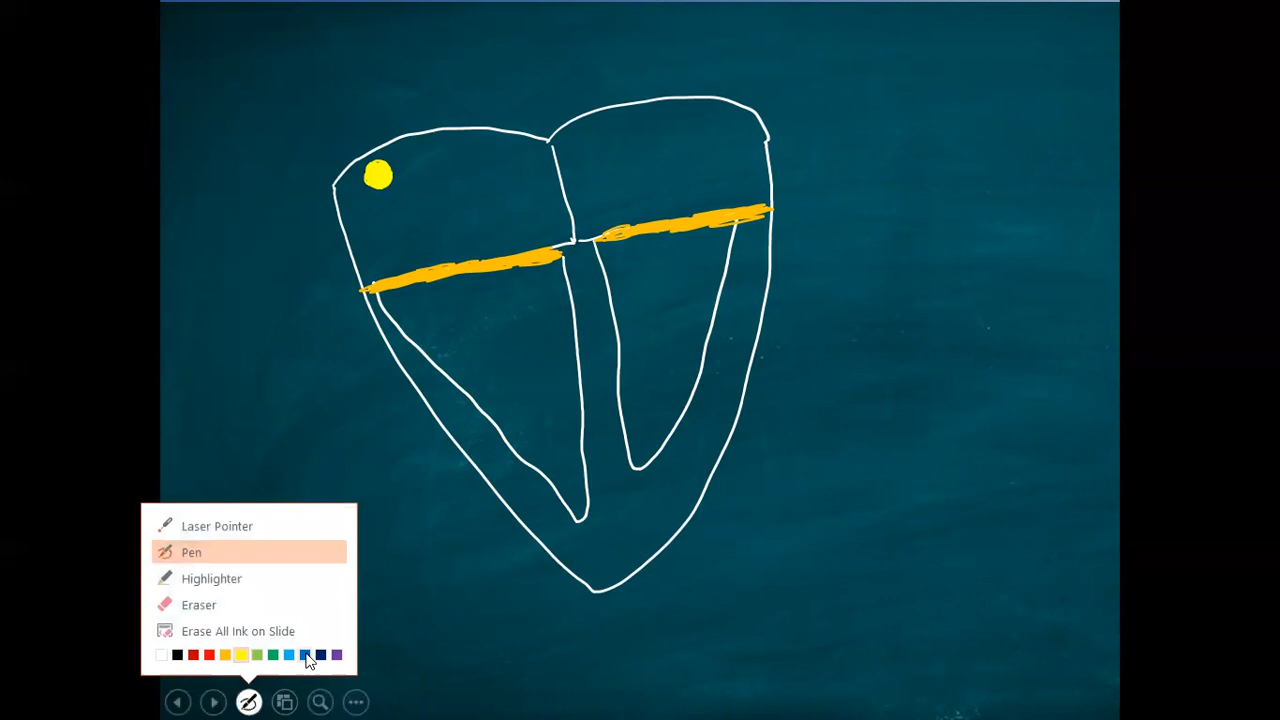 Laser Pointer
Pen
Highlighter
Eraser
Erase All Ink on Slide